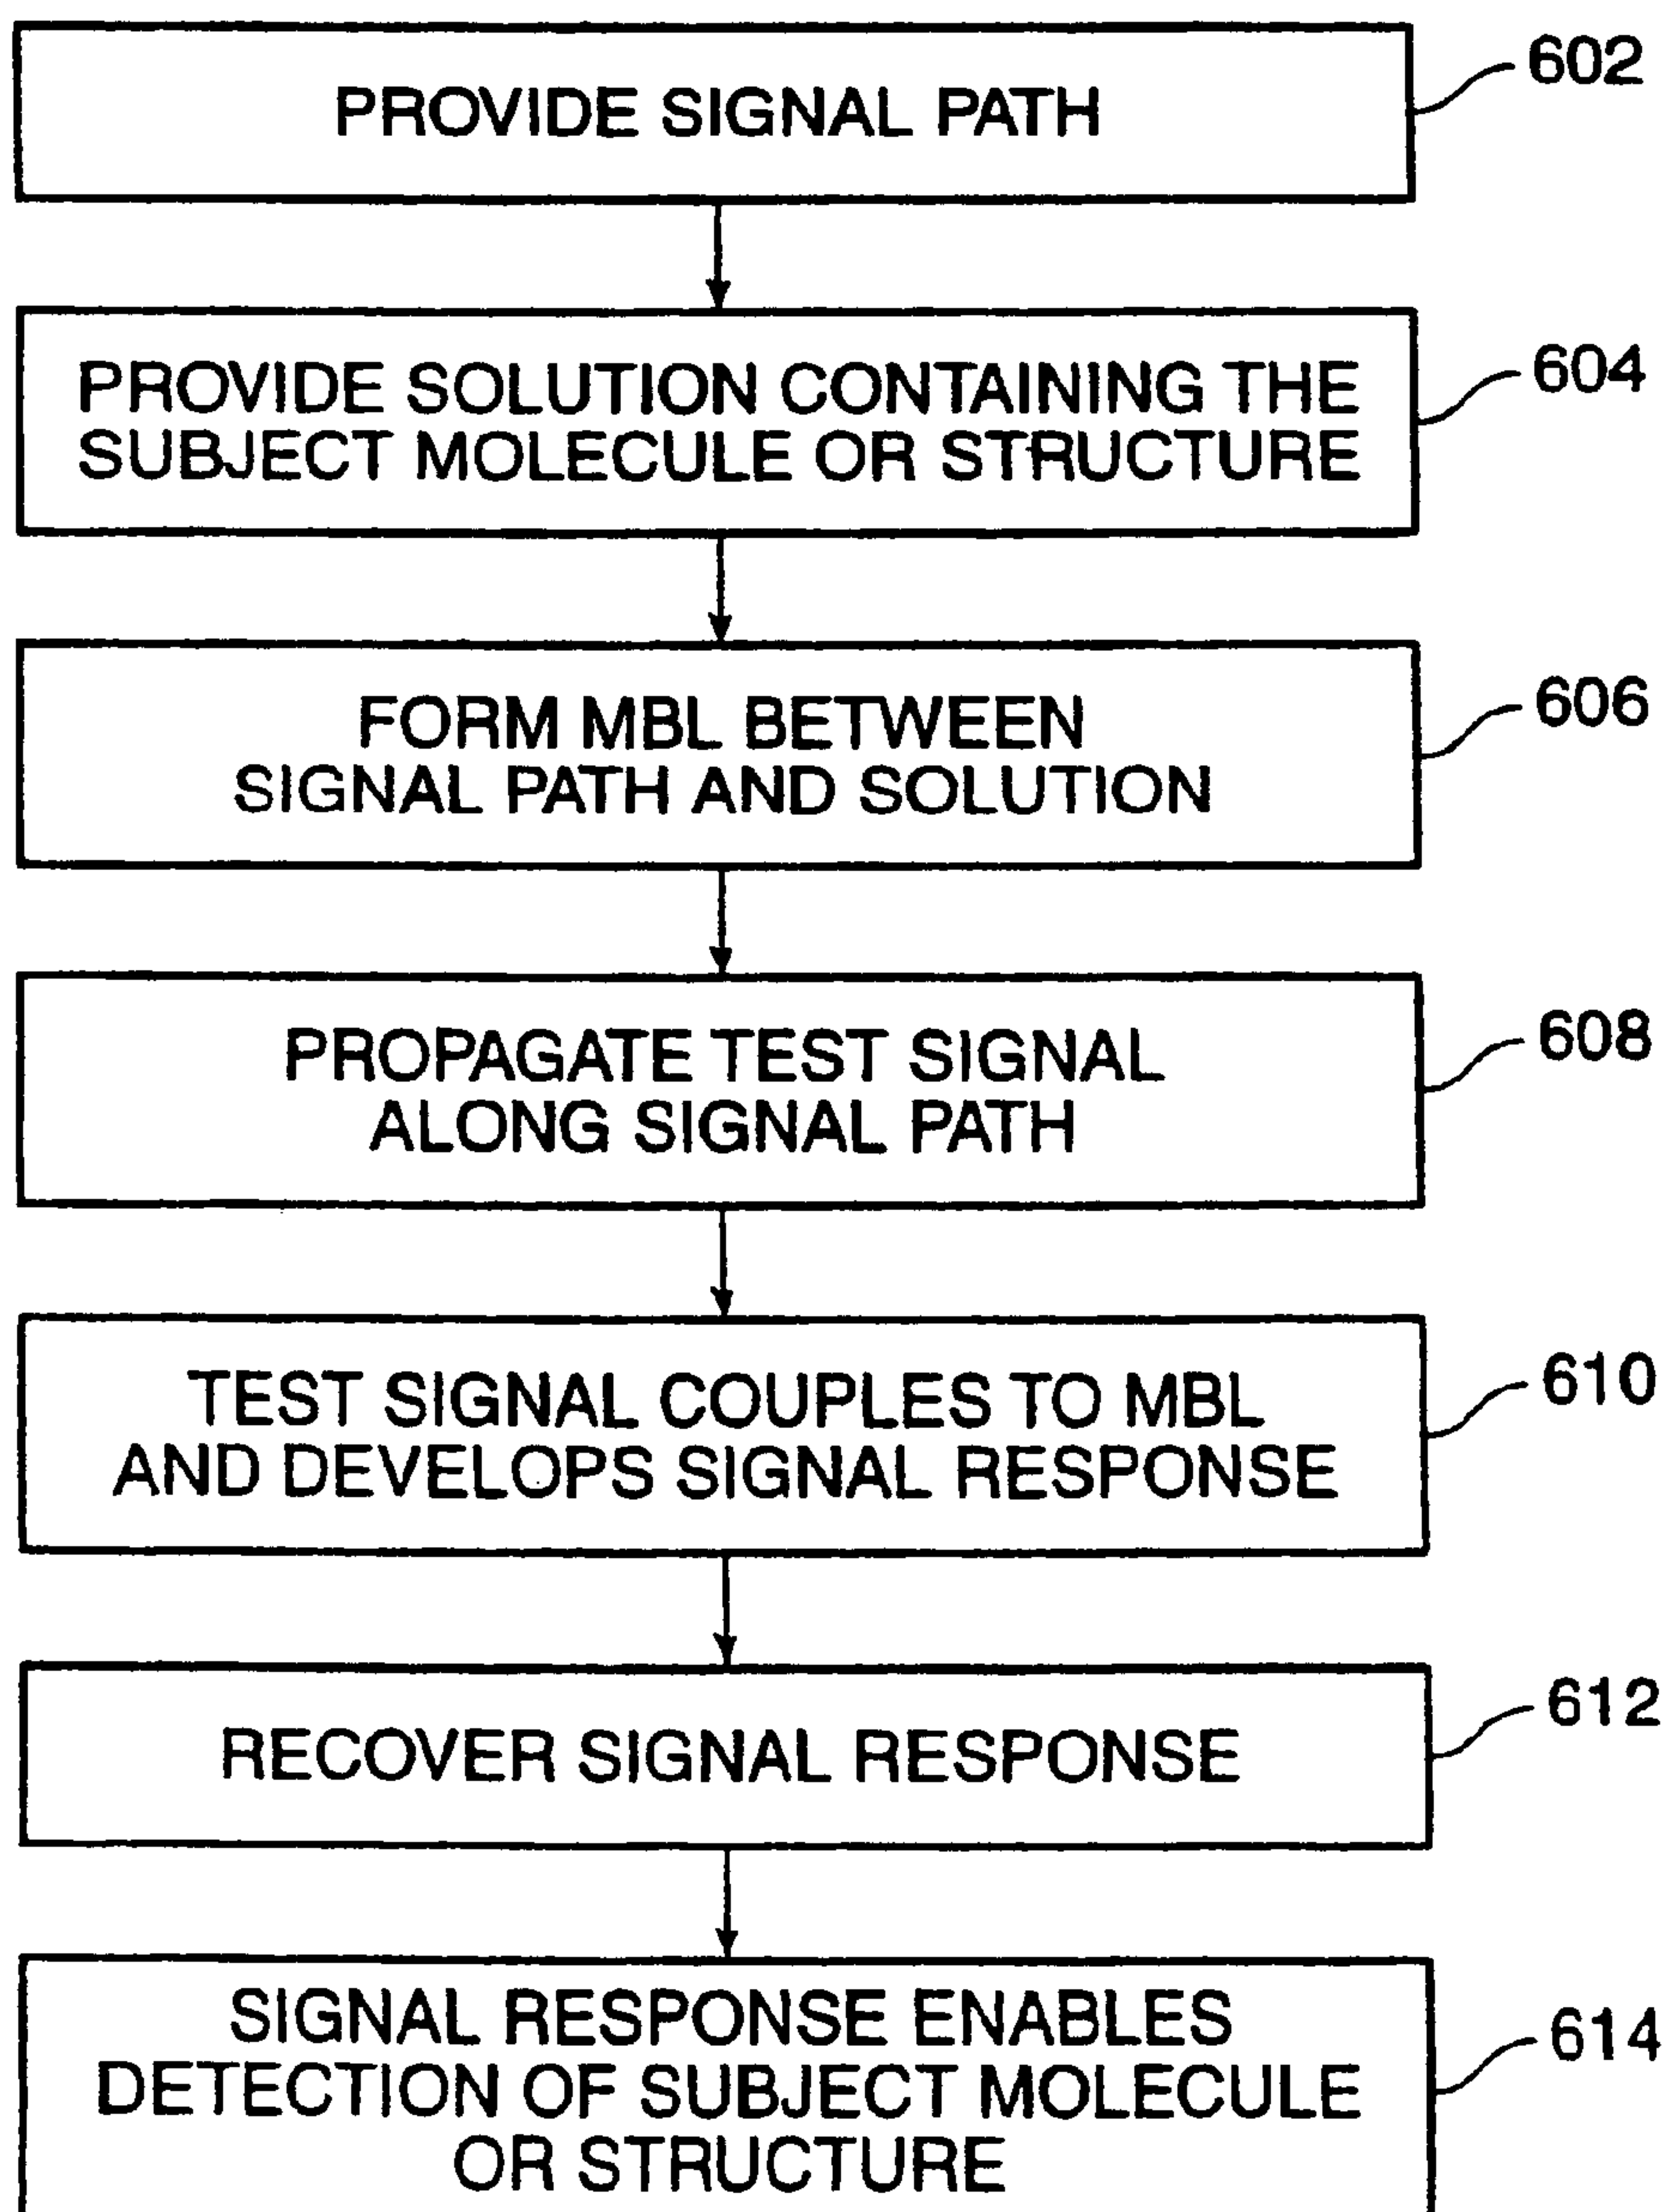 PROVIDE SIGNAL PATH
602
PROVIDE SOLUTION CONTAINING THE
SUBJECT MOLECULE OR STRUCTURE
604
FORM MBL BETWEEN
SIGNAL PATH AND SOLUTION
606
PROPAGATE TEST SIGNAL
ALONG SIGNAL PATH
608
TEST SIGNAL COUPLES TO MBL
AND DEVELOPS SIGNAL RESPONSE
610
RECOVER SIGNAL RESPONSE
612
SIGNAL RESPONSE ENABLES
DETECTION OF SUBJECT MOLECULE
OR STRUCTURE
614